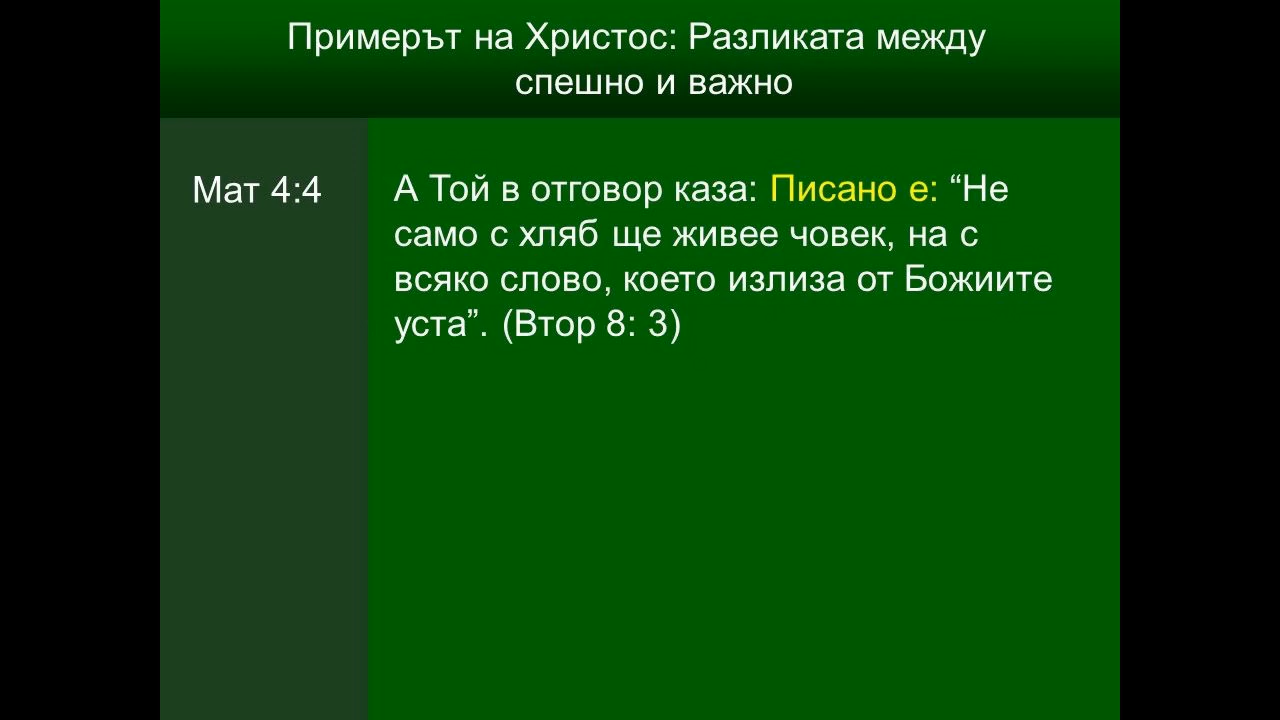 Примерът на Христос: Разликата между
спешно и важно
Мат 4:4
А Той в отговор каза: Писано е: “Не
само с хляб ще живее човек, на с
всяко слово, което излиза от Божиите
уста”. (Втор 8: 3)